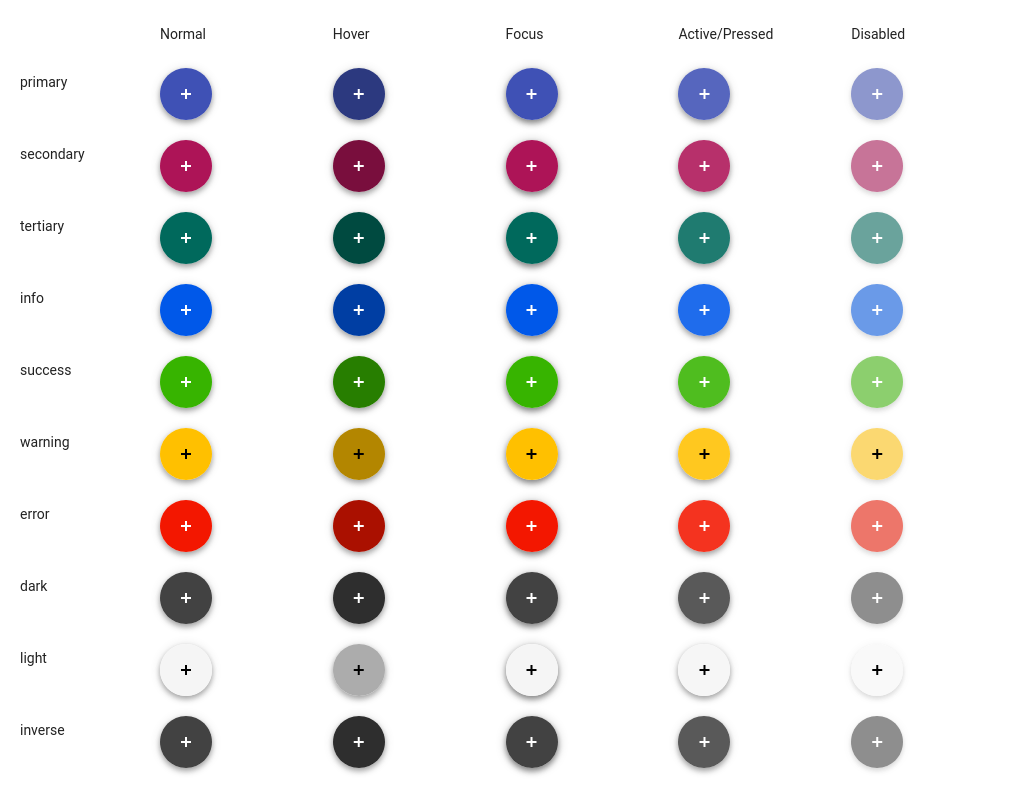 Normal Hover Focus Active/Pressed Disabled
primary + + + + +
secondary + + + + +
tertiary + + + + +
info + + + + +
success + + + + +
warning + + + + +
error + + + + +
dark + + + + +
light + + + + +
inverse + + + + +